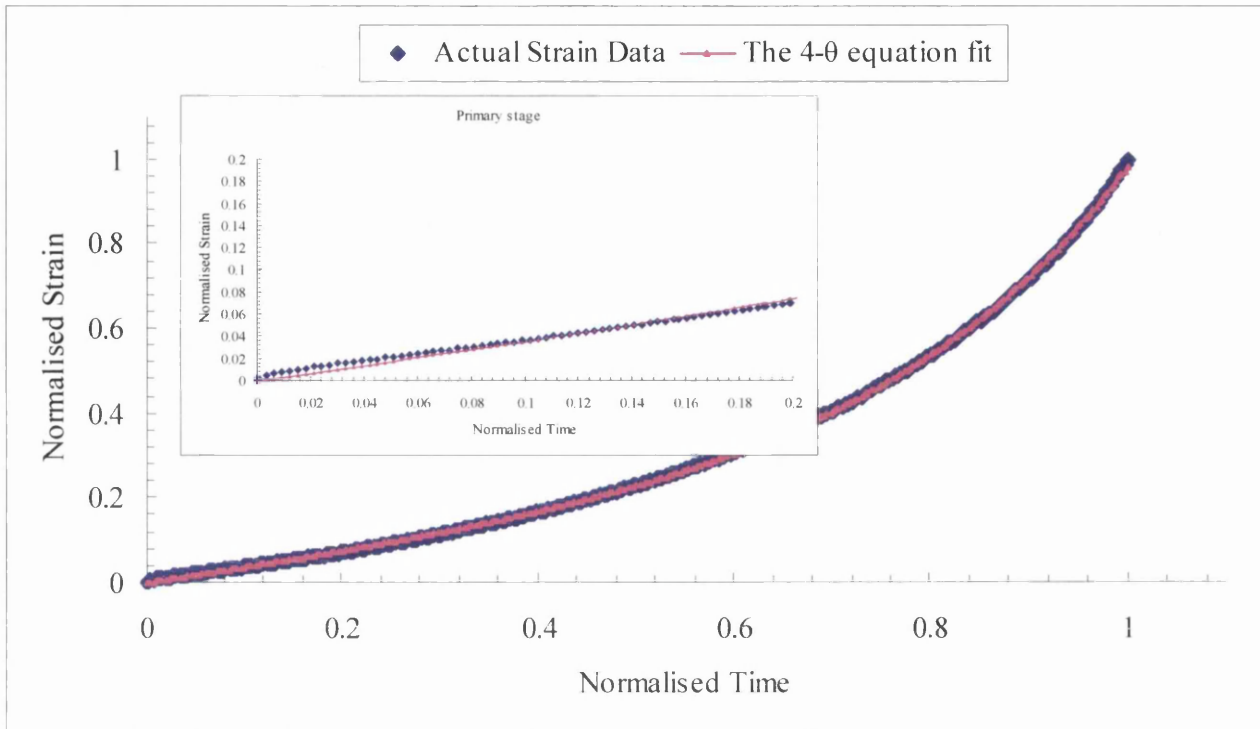 Actual Strain Data The 4-θ equation fit
Primary stage
Normalised Strain
0.2
0.18
0.16
0.14
0.12
0.1
0.08
0.06
0.04
0.02
0
0 0.02 0.04 0.06 0.08 0.1 0.12 0.14 0.16 0.18 0.2
Normalised Time
Normalised Strain
1
0.8
0.6
0.4
0.2
0
0 0.2 0.4 0.6 0.8 1
Normalised Time